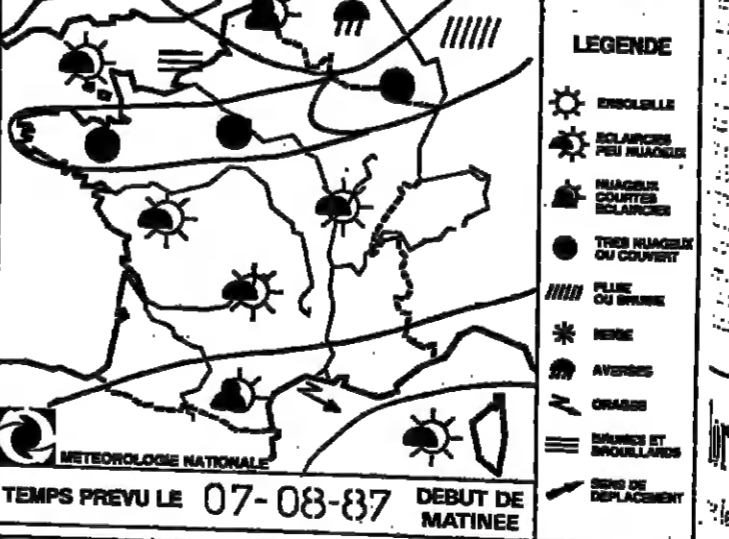 LEGENDE
ENSOLEILLE
ECLAIRCIES
PEU NUAGEUX
NUAGEUX
COURTES
ECLAIRCIES
TRES NUAGEUX
OU COUVERT
PLUIE
OU BRUINE
NEIGE
AVERSES
ORAGES
BRUMES ET
BROUILLARDS
SENS DE
DEPLACEMENT
METEOROLOGIE NATIONALE
TEMPS PREVU LE 07-08-87 DEBUT DE
MATINEE